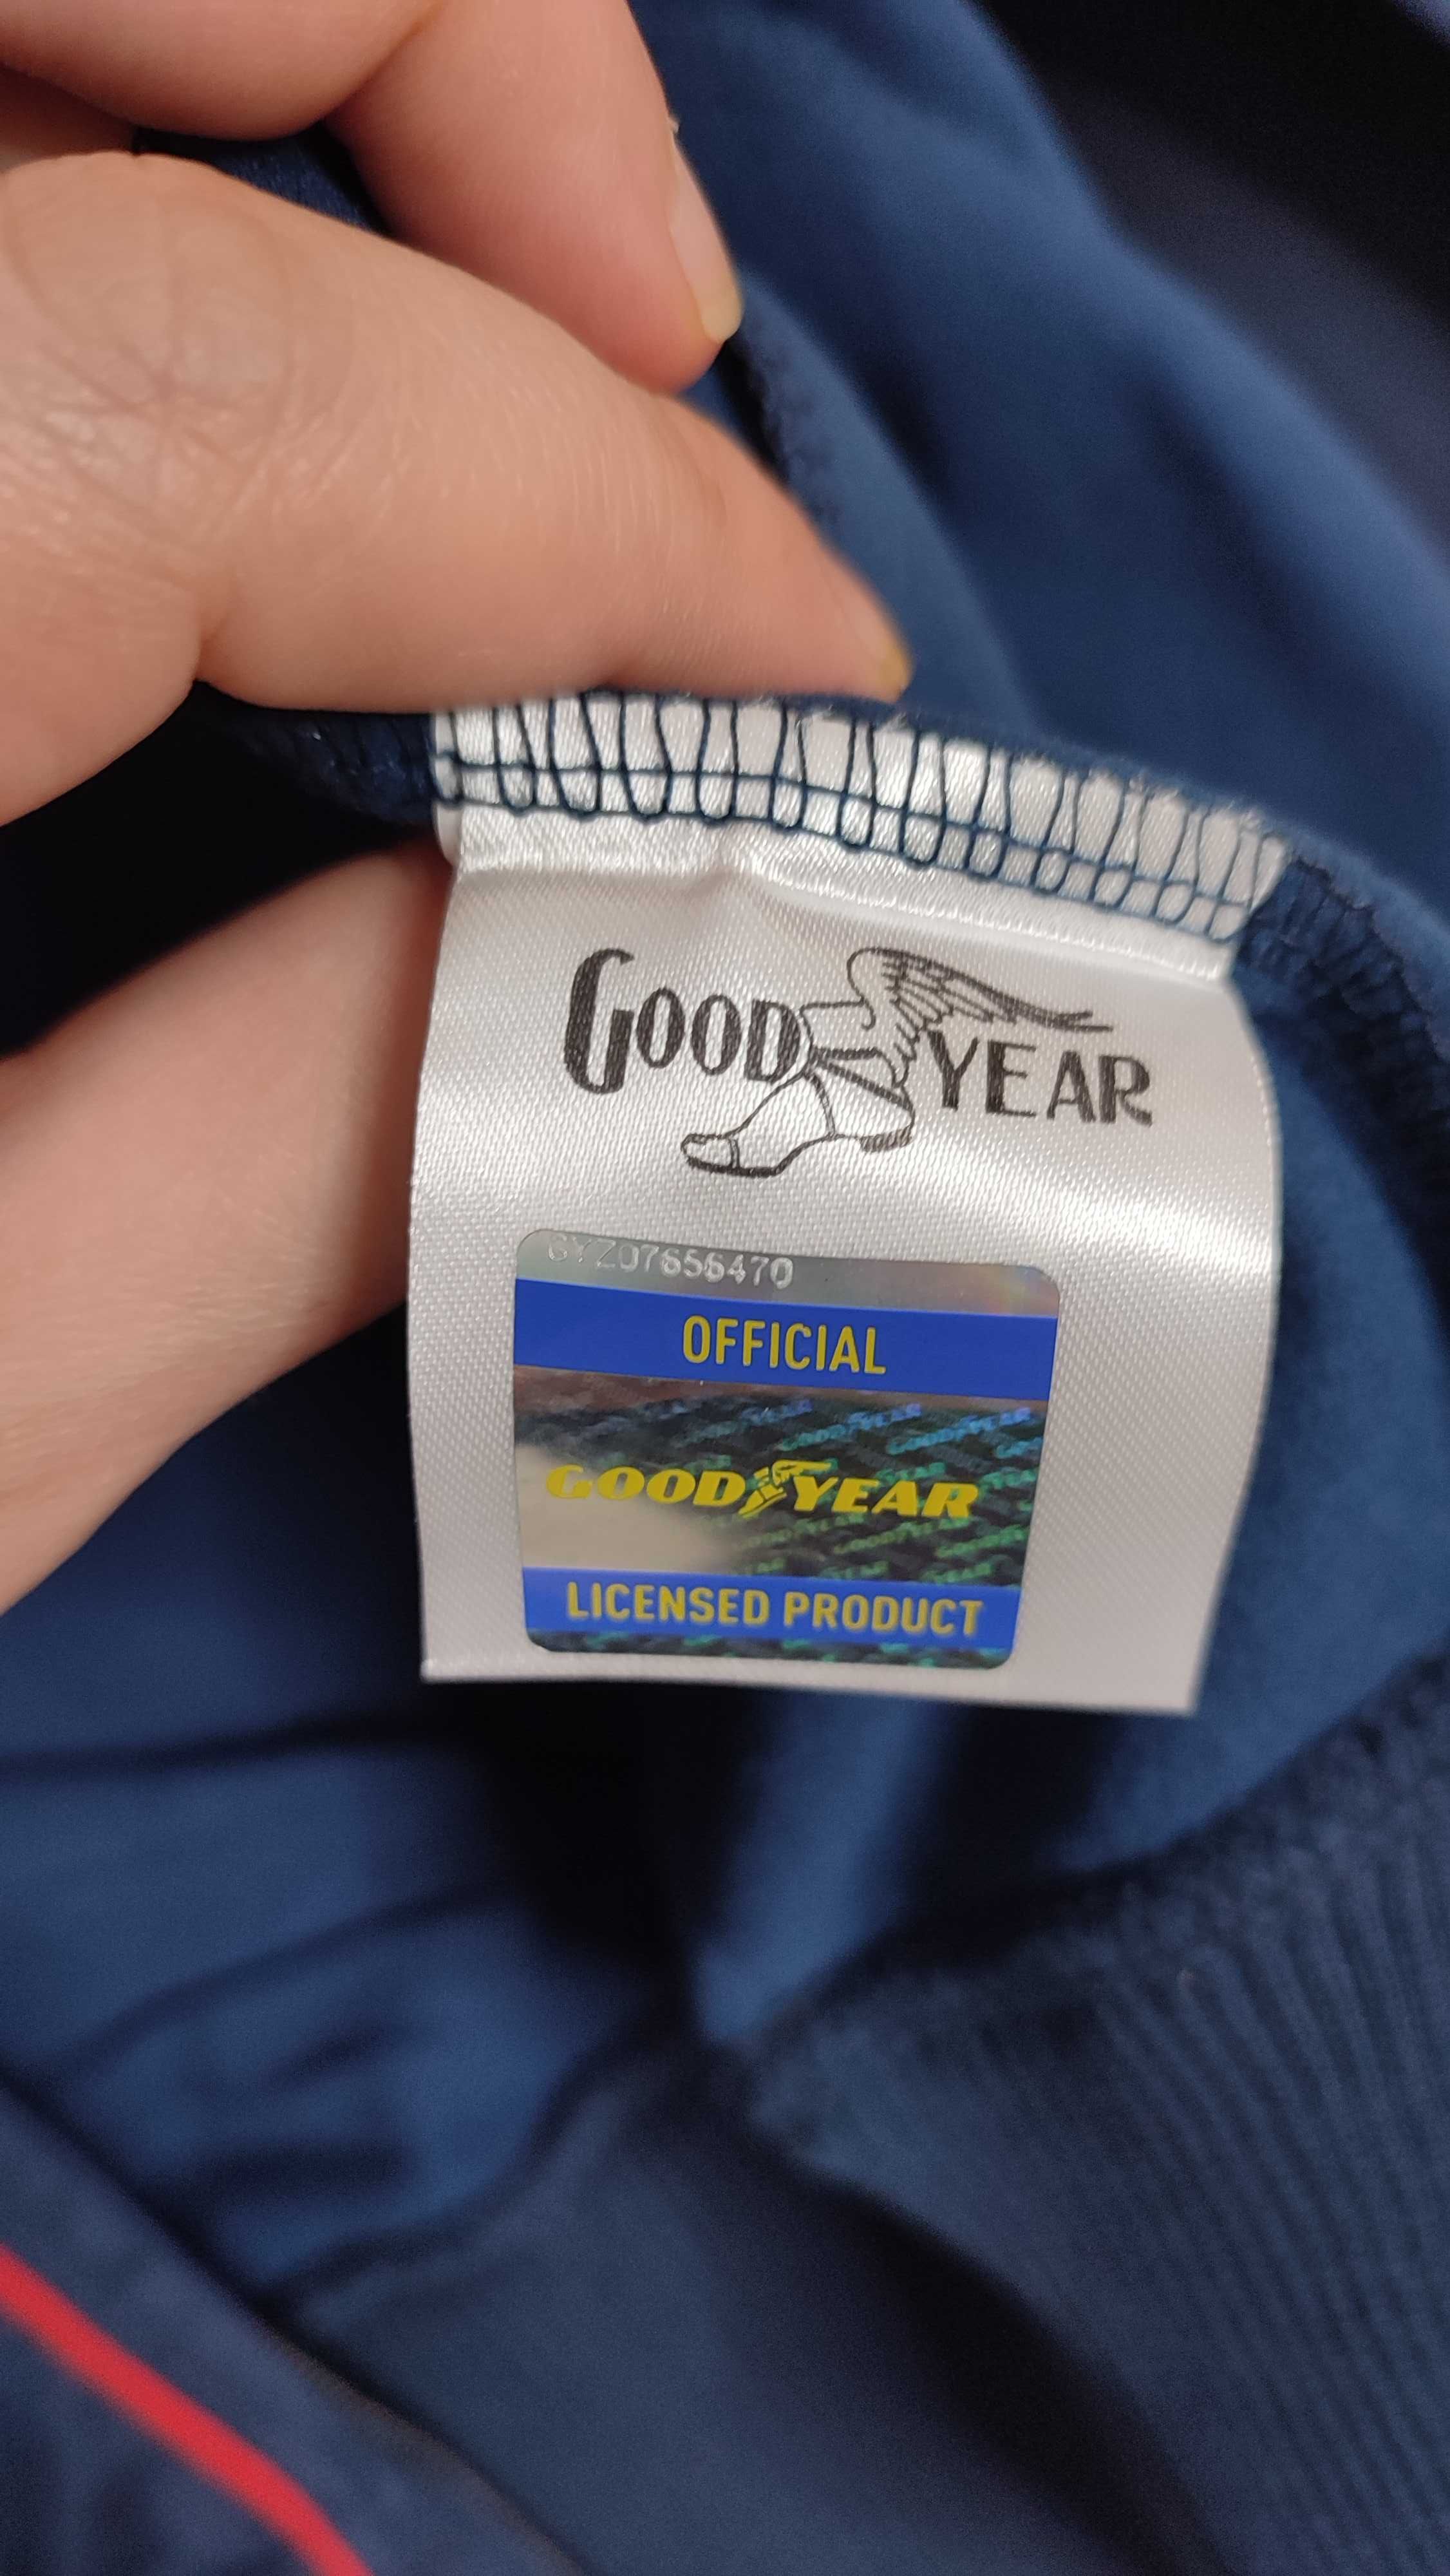 GOOD YEAR
GYZ07656470
OFFICIAL
GOOD YEAR
LICENSED PRODUCT